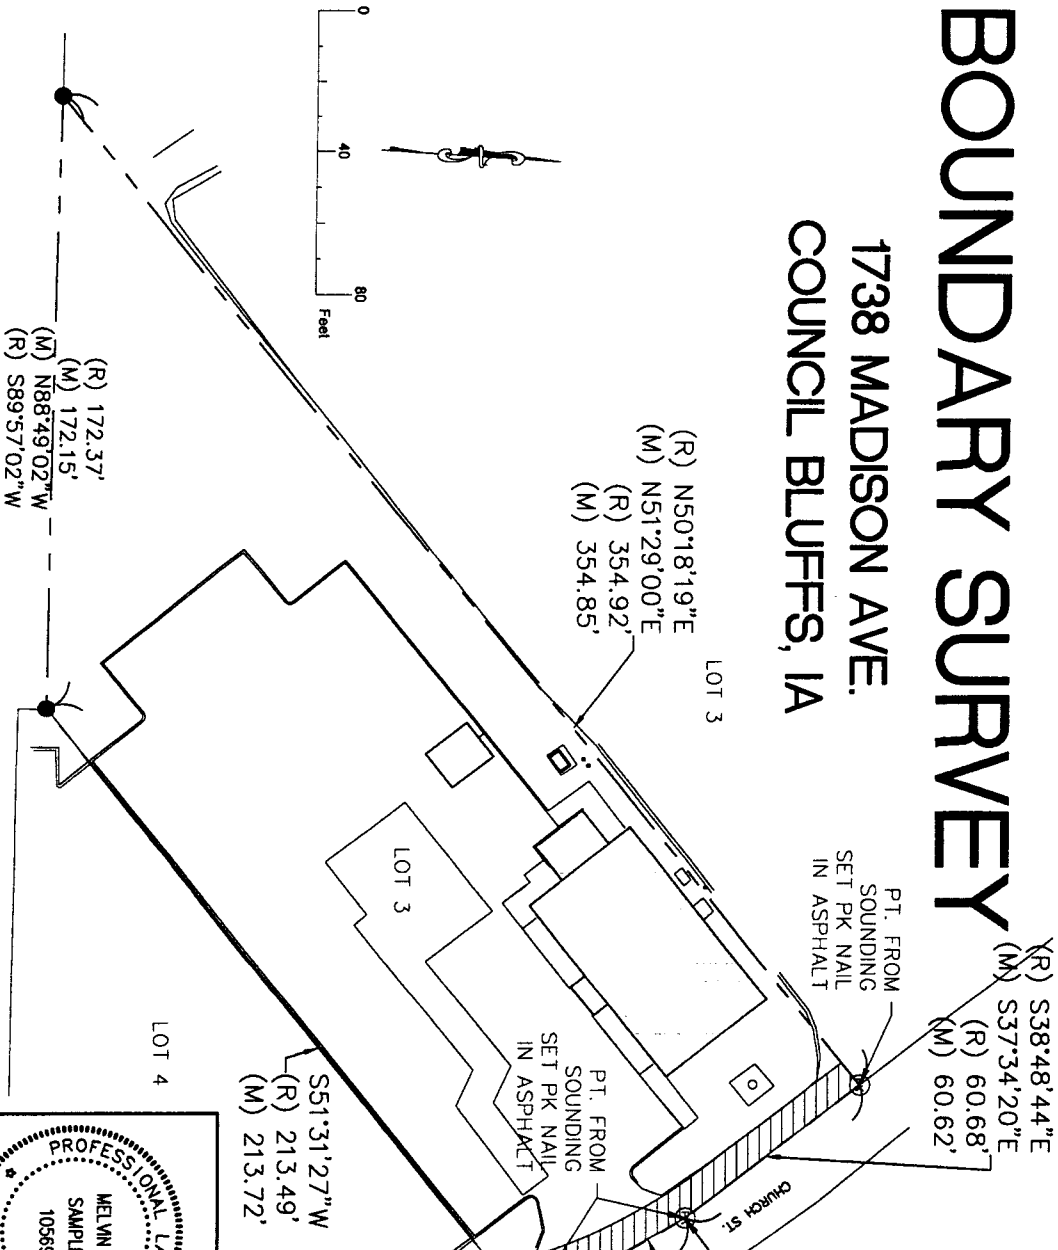 BOUNDARY SURVEY
1738 MADISON AVE.
COUNCIL BLUFFS, IA
(R) S38°48'44"E
(M) S37°34'20"E
(R) 60.68'
(M) 60.62'
PT. FROM
SOUNDING
SET PK NAIL
IN ASPHALT
LOT 3
(R) N50°18'19"E
(M) N51°29'00"E
(R) 354.92'
(M) 354.85'
0
40
80
Feet
CHURCH ST.
PT. FROM
SOUNDING
SET PK NAIL
IN ASPHALT
LOT 3
S51°31'27"W
(R) 213.49'
(M) 213.72'
LOT 4
(R) 172.37'
(M) 172.15'
(M) N88°49'02"W
(R) S89°57'02"W
PROFESSIONAL
MELVIN